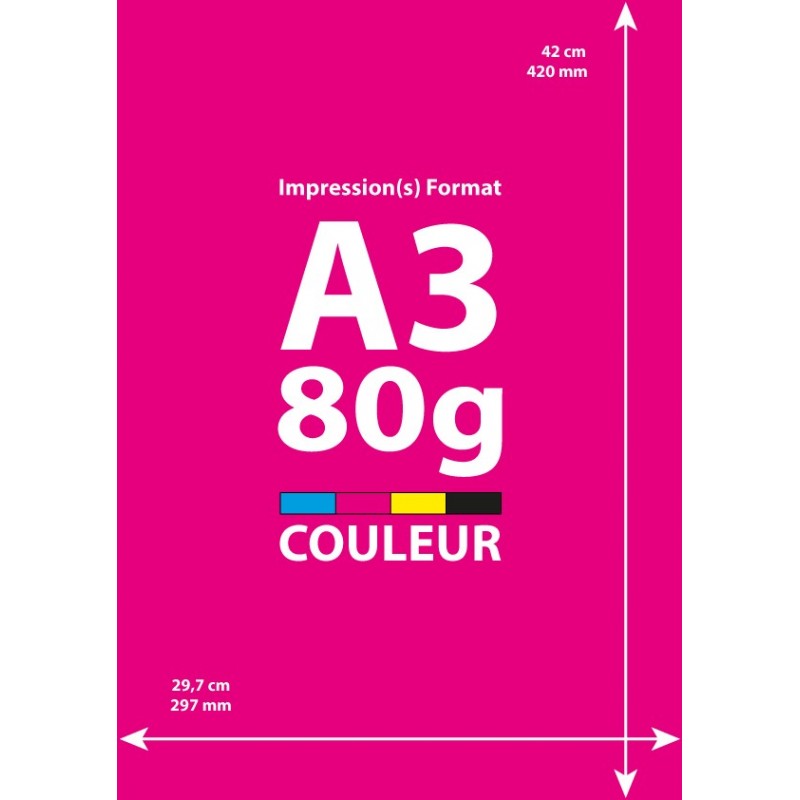 42 cm
420 mm
Impression(s) Format
A3
80g
COULEUR
29,7 cm
297 mm